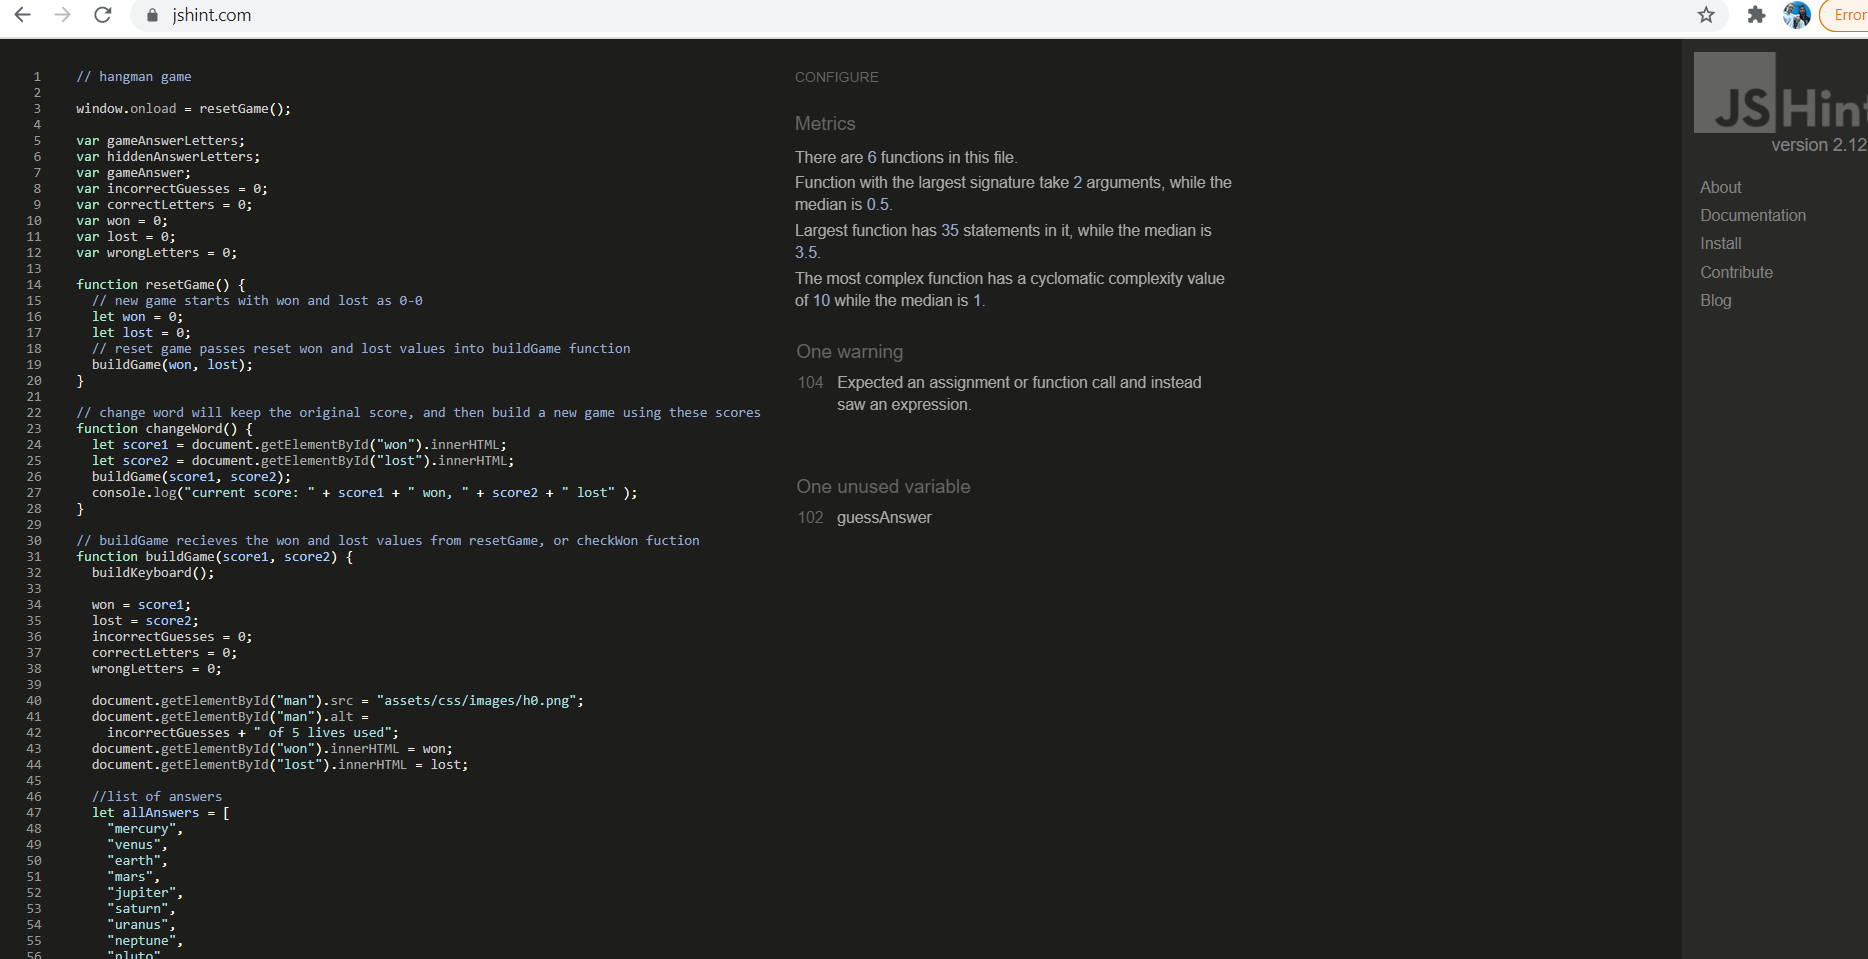 jshint.com
Error
1 // hangman game
2
3 window.onload = resetGame();
4
5 var gameAnswerLetters;
6 var hiddenAnswerLetters;
7 var gameAnswer;
8 var incorrectGuesses = 0;
9 var correctLetters = 0;
10 var won = 0;
11 var lost = 0;
12 var wrongLetters = 0;
13
14 function resetGame() {
15 // new game starts with won and lost as 0-0
16 let won = 0;
17 let lost = 0;
18 // reset game passes reset won and lost values into buildGame function
19 buildGame(won, lost);
20 }
21
22 // change word will keep the original score, and then build a new game using these scores
23 function changeWord() {
24 let score1 = document.getElementById("won").innerHTML;
25 let score2 = document.getElementById("lost").innerHTML;
26 buildGame(score1, score2);
27 console.log("current score: " + score1 + " won, " + score2 + " lost" );
28 }
29
30 // buildGame recieves the won and lost values from resetGame, or checkWon fuction
31 function buildGame(score1, score2) {
32 buildKeyboard();
33
34 won = score1;
35 lost = score2;
36 incorrectGuesses = 0;
37 correctLetters = 0;
38 wrongLetters = 0;
39
40 document.getElementById("man").src = "assets/css/images/h0.png";
41 document.getElementById("man").alt =
42 incorrectGuesses + " of 5 lives used";
43 document.getElementById("won").innerHTML = won;
44 document.getElementById("lost").innerHTML = lost;
45
46 //list of answers
47 let allAnswers = [
48 "mercury",
49 "venus",
50 "earth",
51 "mars",
52 "jupiter",
53 "saturn",
54 "uranus",
55 "neptune",
56 "pluto"
CONFIGURE
Metrics
There are 6 functions in this file.
Function with the largest signature take 2 arguments, while the
median is 0.5.
Largest function has 35 statements in it, while the median is
3.5.
The most complex function has a cyclomatic complexity value
of 10 while the median is 1.
One warning
104 Expected an assignment or function call and instead
saw an expression.
One unused variable
102 guessAnswer
JSHint
version 2.12
About
Documentation
Install
Contribute
Blog